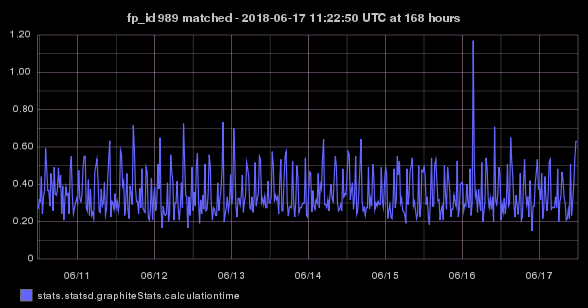 fp_id 989 matched - 2018-06-17 11:22:50 UTC at 168 hours
1.20
1.00
0.80
0.60
0.40
0.20
0
06/11 06/12 06/13 06/14 06/15 06/16 06/17
stats.statsd.graphiteStats.calculationtime